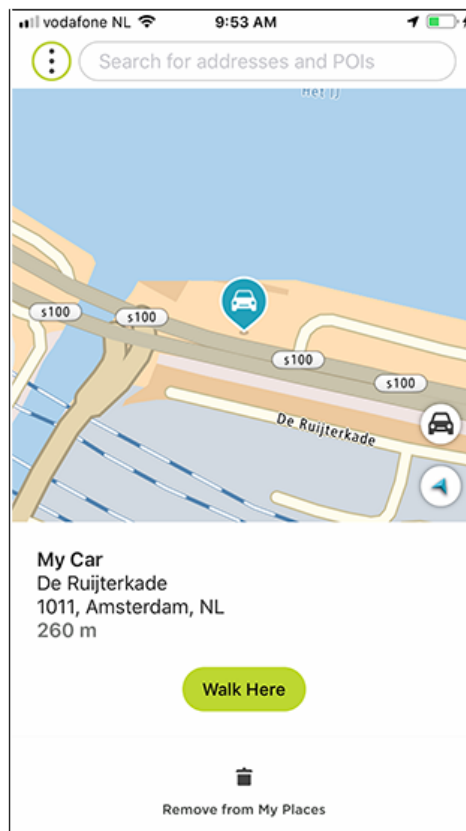 vodafone NL 9:53 AM
Search for addresses and POIs
Het IJ
s100
s100
s100
s100
De Ruijterkade
My Car
De Ruijterkade
1011, Amsterdam, NL
260 m
Walk Here
Remove from My Places